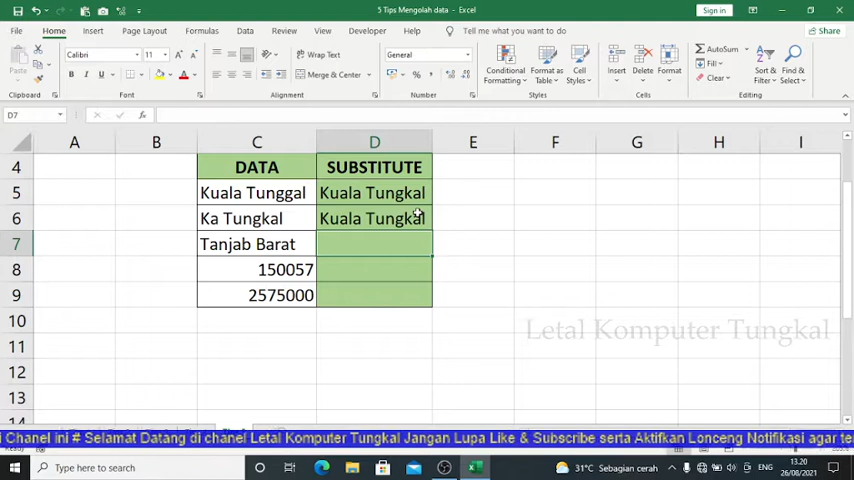 5 Tips Mengolah data - Excel
Sign in
File Home Insert Draw Page Layout Formulas Data Review View Developer Help Tell me what you want to do Share
Paste
Calibri 11
B I U
Wrap Text
Merge & Center
General
%
Conditional Formatting
Format as Table
Cell Styles
Insert
Delete
Format
AutoSum
Fill
Clear
Sort & Filter
Find & Select
Clipboard Font Alignment Number Styles Cells Editing
D7 fx
A B C D E F G H I
4 DATA SUBSTITUTE
5 Kuala Tunggal Kuala Tungkal
6 Ka Tungkal Kuala Tungkal
7 Tanjab Barat
8 150057
9 2575000
10
Letal Komputer Tungkal
11
12
13
14
i Chanel ini # Selamat Datang di chanel Letal Komputer Tungkal Jangan Lupa Like & Subscribe serta Aktifkan Lonceng Notifikasi agar te
Ready
Type here to search
31°C Sebagian cerah
ENG
13.20
26/08/2021